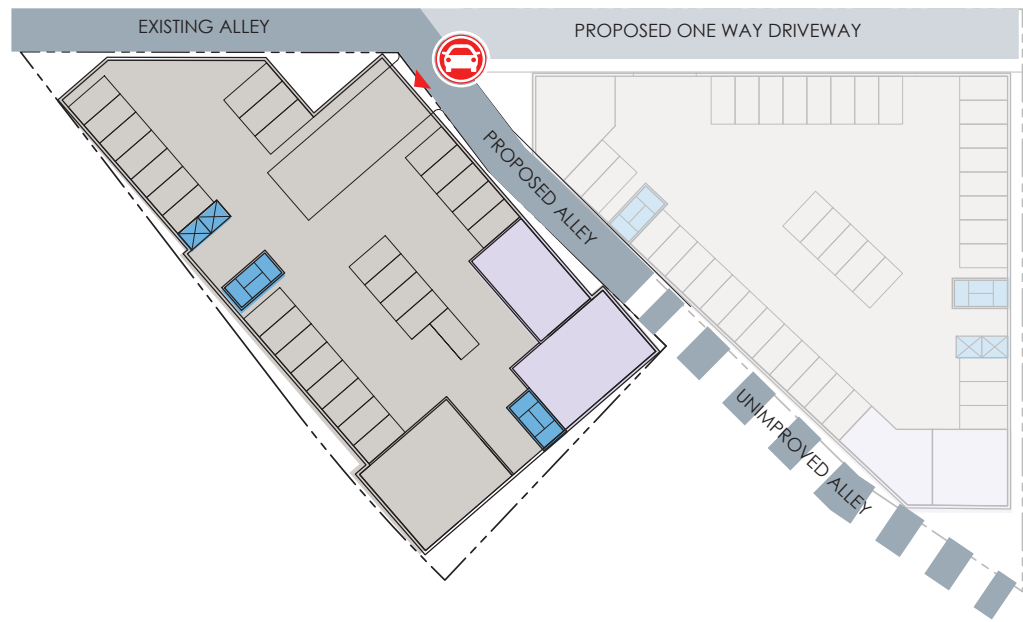 EXISTING ALLEY
PROPOSED ONE WAY DRIVEWAY
PROPOSED ALLEY
UNIMPROVED ALLEY